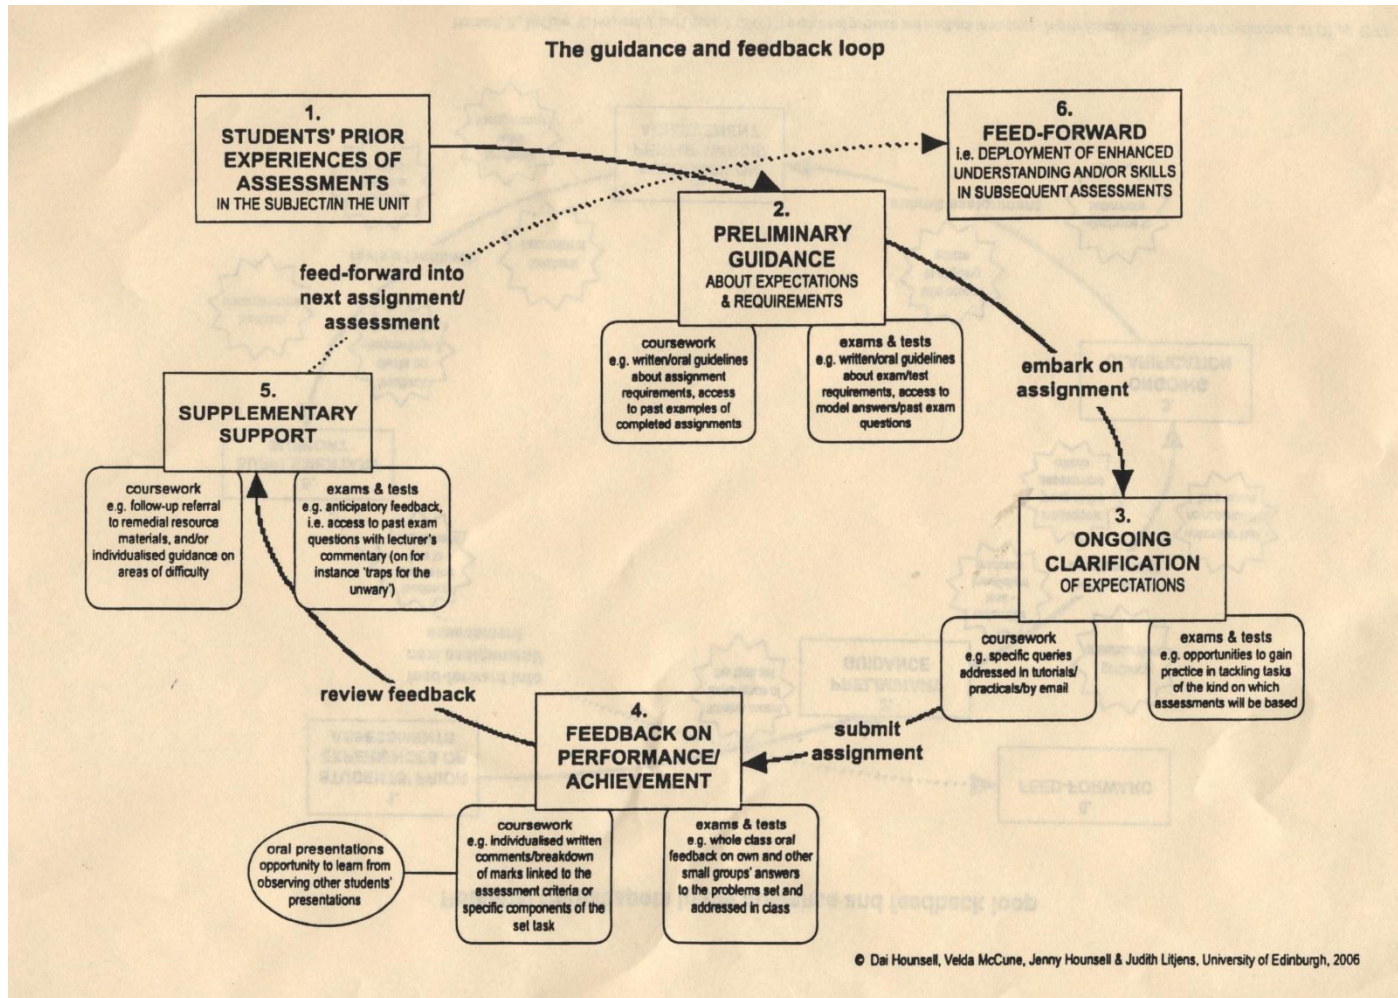 The guidance and feedback loop
1.
STUDENTS' PRIOR
EXPERIENCES OF
ASSESSMENTS
IN THE SUBJECT/IN THE UNIT
6.
FEED-FORWARD
i.e. DEPLOYMENT OF ENHANCED
UNDERSTANDING AND/OR SKILLS
IN SUBSEQUENT ASSESSMENTS
2.
PRELIMINARY
GUIDANCE
ABOUT EXPECTATIONS
& REQUIREMENTS
coursework
e.g. written/oral guidelines
about assignment
requirements, access
to past examples of
completed assignments
exams & tests
e.g. written/oral guidelines
about exam/test
requirements, access to
model answers/past exam
questions
feed-forward into
next assignment/
assessment
embark on
assignment
5.
SUPPLEMENTARY
SUPPORT
coursework
e.g. follow-up referral
to remedial resource
materials, and/or
individualised guidance on
areas of difficulty
exams & tests
e.g. anticipatory feedback,
i.e. access to past exam
questions with lecturer's
commentary (on for
instance 'traps for the
unwary')
3.
ONGOING
CLARIFICATION
OF EXPECTATIONS
coursework
e.g. specific queries
addressed in tutorials/
practicals/by email
exams & tests
e.g. opportunities to gain
practice in tackling tasks
of the kind on which
assessments will be based
review feedback
submit
assignment
4.
FEEDBACK ON
PERFORMANCE/
ACHIEVEMENT
coursework
e.g. individualised written
comments/breakdown
of marks linked to the
assessment criteria or
specific components of the
set task
exams & tests
e.g. whole class oral
feedback on own and other
small groups' answers
to the problems set and
addressed in class
oral presentations
opportunity to learn from
observing other students'
presentations
© Dai Hounsell, Velda McCune, Jenny Hounsell & Judith Litjens, University of Edinburgh, 2006